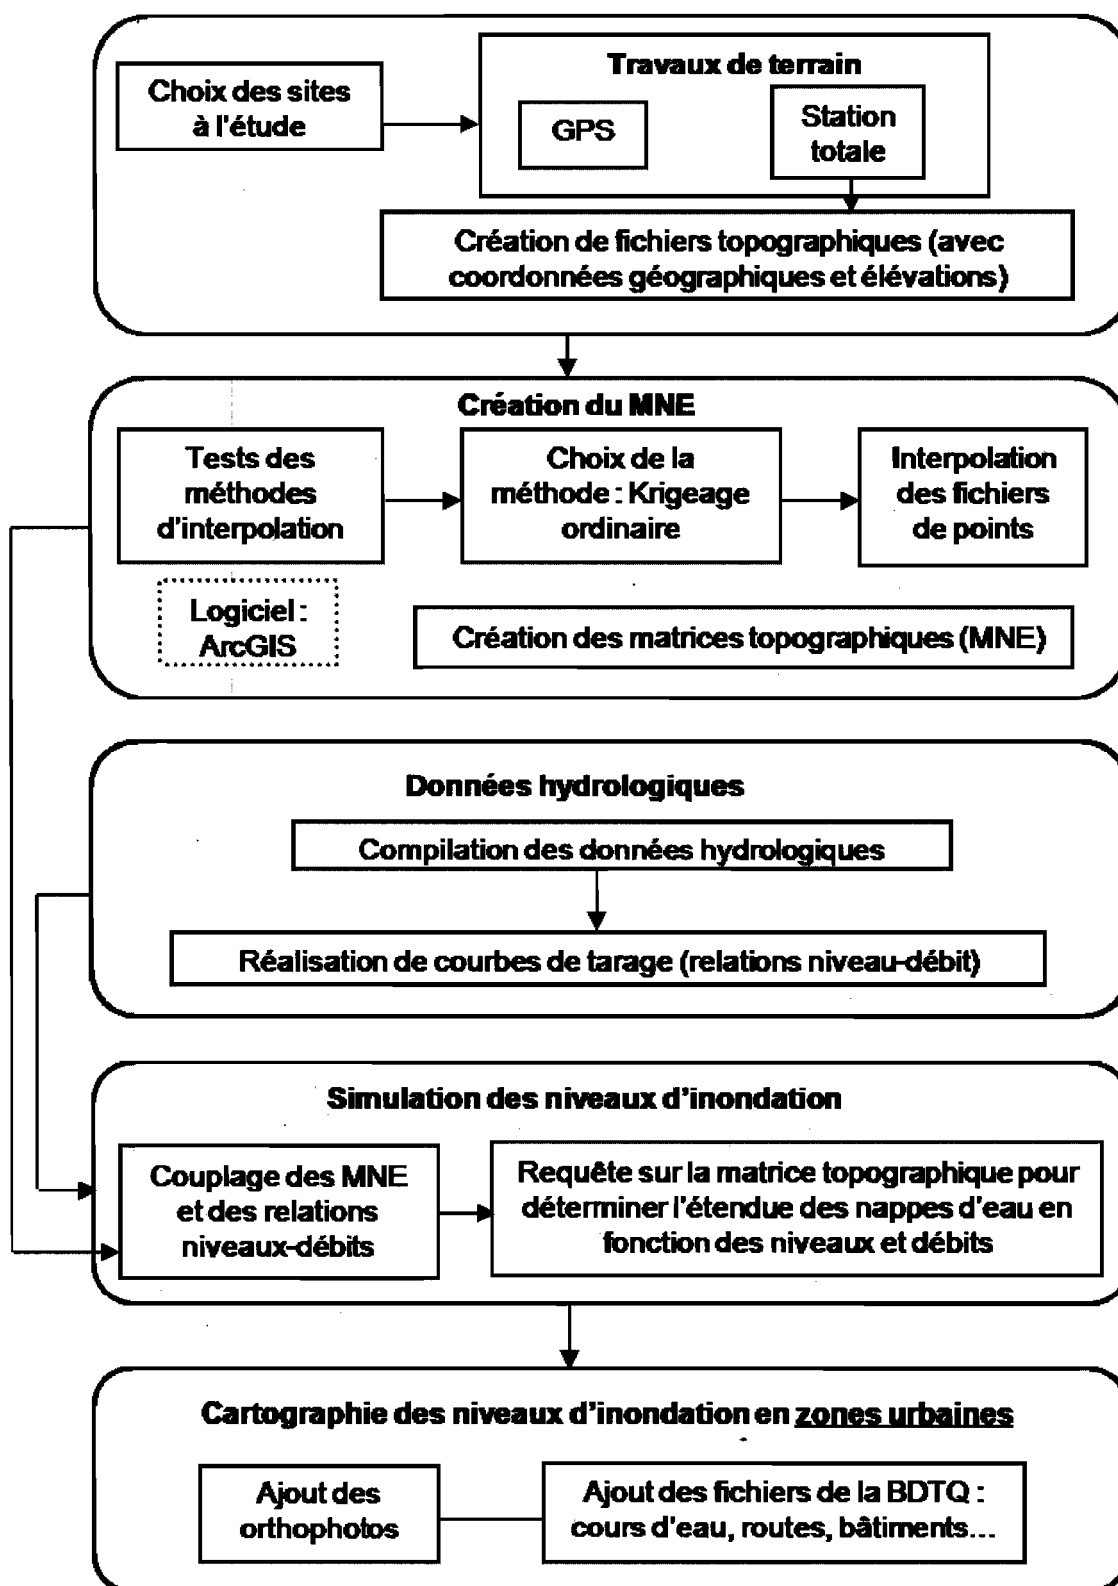 Choix des sites
à l'étude
Travaux de terrain
GPS
Station
totale
Création de fichiers topographiques (avec
coordonnées géographiques et élévations)
Création du MNE
Tests des
méthodes
d'interpolation
Choix de la
méthode : Krigeage
ordinaire
Interpolation
des fichiers
de points
Logiciel :
ArcGIS
Création des matrices topographiques (MNE)
Données hydrologiques
Compilation des données hydrologiques
Réalisation de courbes de tarage (relations niveau-débit)
Simulation des niveaux d'inondation
Couplage des MNE
et des relations
niveaux-débits
Requête sur la matrice topographique pour
déterminer l'étendue des nappes d'eau en
fonction des niveaux et débits
Cartographie des niveaux d'inondation en zones urbaines
Ajout des
orthophotos
Ajout des fichiers de la BDTQ :
cours d'eau, routes, bâtiments...